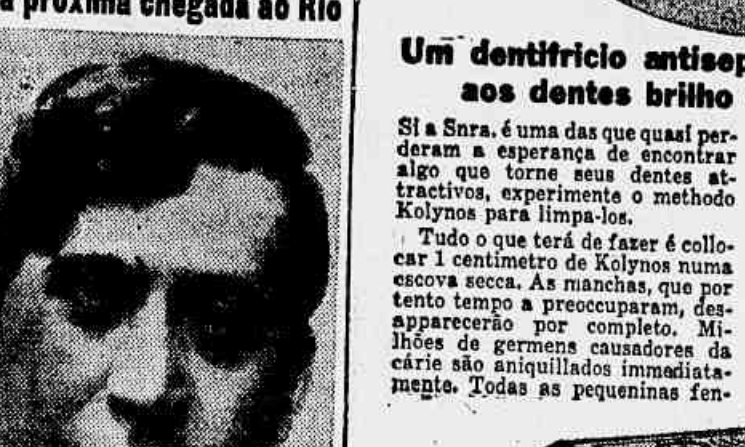 a proxima chegada ao Rio
Um dentifricio antisep
aos dentes brilho
Si a Snra. é uma das que quasi per-
deram a esperança de encontrar
algo que torne seus dentes at-
tractivos, experimente o methodo
Kolynos para limpa-los.
Tudo o que terá de fazer é collo-
car 1 centimetro de Kolynos numa
escova secca. As manchas, que por
tento tempo a preoccuparam, des-
apparecerão por completo. Mi-
lhões de germens causadores da
cárie são aniquillados immediata-
mente. Todas as pequeninas fen-